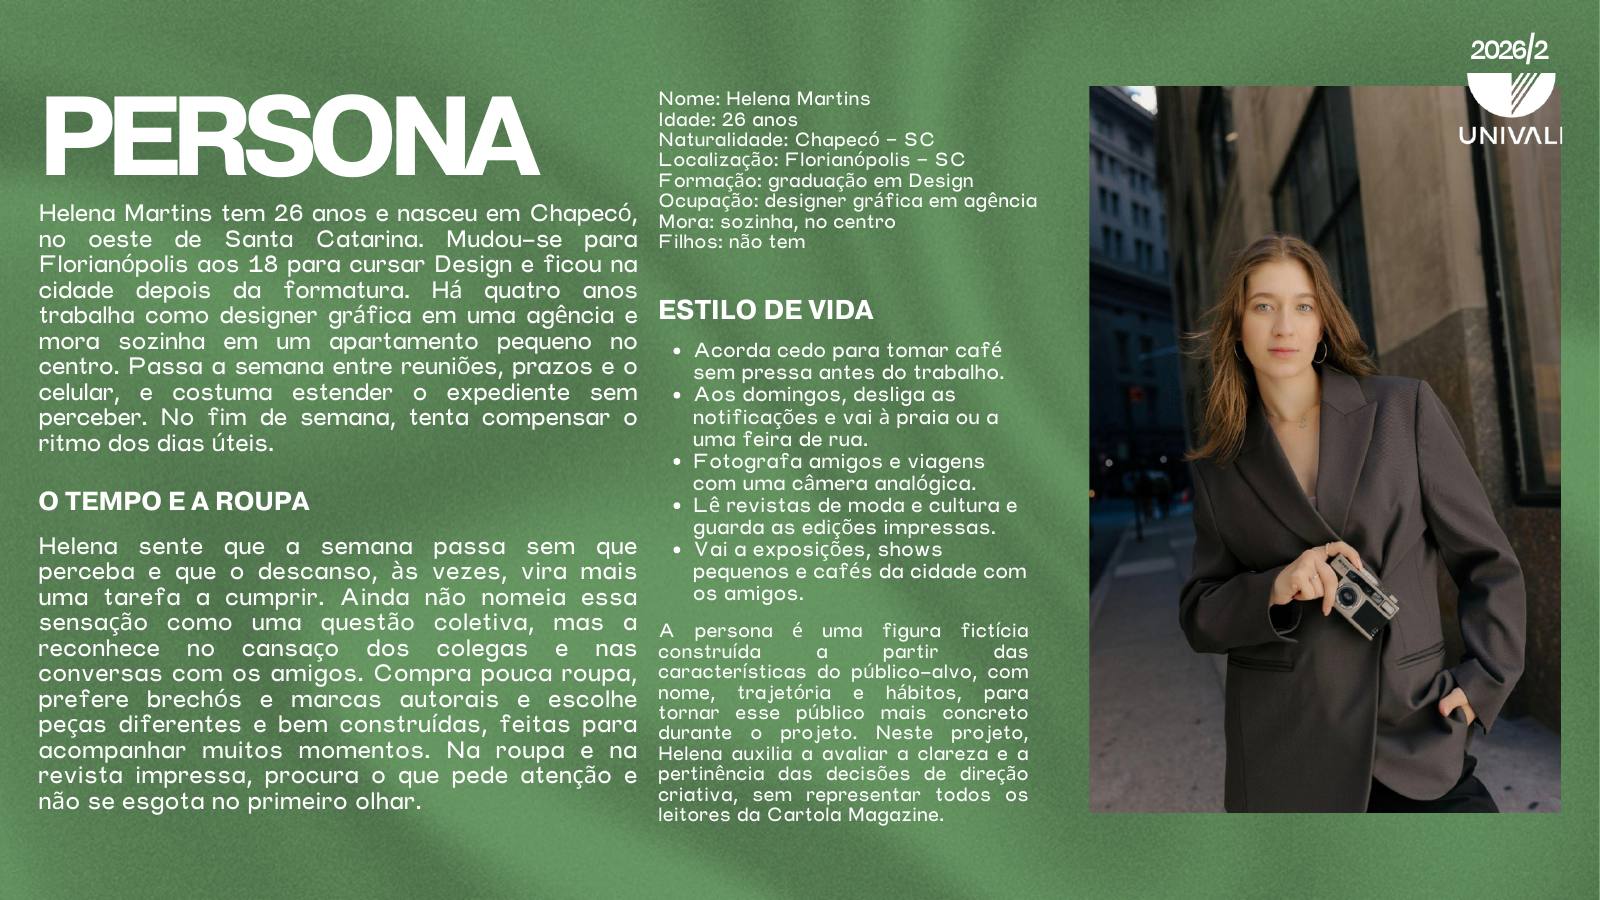 PERSONA
Helena Martins tem 26 anos e nasceu em Chapecó,
no oeste de Santa Catarina. Mudou-se para
Florianópolis aos 18 para cursar Design e ficou na
cidade depois da formatura. Há quatro anos
trabalha como designer gráfica em uma agência e
mora sozinha em um apartamento pequeno no
centro. Passa a semana entre reuniões, prazos e o
celular, e costuma estender o expediente sem
perceber. No fim de semana, tenta compensar o
ritmo dos dias úteis.
O TEMPO E A ROUPA
Helena sente que a semana passa sem que
perceba e que o descanso, às vezes, vira mais
uma tarefa a cumprir. Ainda não nomeia essa
sensação como uma questão coletiva, mas a
reconhece no cansaço dos colegas e nas
conversas com os amigos. Compra pouca roupa,
prefere brechós e marcas autorais e escolhe
peças diferentes e bem construídas, feitas para
acompanhar muitos momentos. Na roupa e na
revista impressa, procura o que pede atenção e
não se esgota no primeiro olhar.
Nome: Helena Martins
Idade: 26 anos
Naturalidade: Chapecó - SC
Localização: Florianópolis - SC
Formação: graduação em Design
Ocupação: designer gráfica em agência
Mora: sozinha, no centro
Filhos: não tem
ESTILO DE VIDA
• Acorda cedo para tomar café
sem pressa antes do trabalho.
• Aos domingos, desliga as
notificações e vai à praia ou a
uma feira de rua.
• Fotografa amigos e viagens
com uma câmera analógica.
• Lê revistas de moda e cultura e
guarda as edições impressas.
• Vai a exposições, shows
pequenos e cafés da cidade com
os amigos.
A persona é uma figura fictícia
construída a partir das
características do público-alvo, com
nome, trajetória e hábitos, para
tornar esse público mais concreto
durante o projeto. Neste projeto,
Helena auxilia a avaliar a clareza e a
pertinência das decisões de direção
criativa, sem representar todos os
leitores da Cartola Magazine.
2026/2
UNIVALI